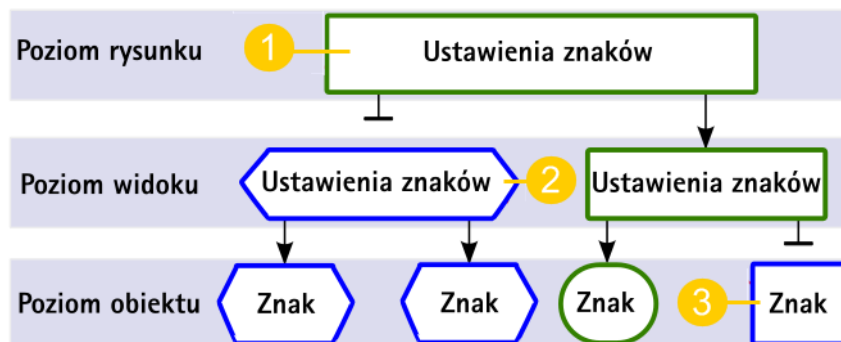 Poziom rysunku 1 Ustawienia znaków
Poziom widoku Ustawienia znaków 2 Ustawienia znaków
Poziom obiektu Znak Znak Znak 3 Znak